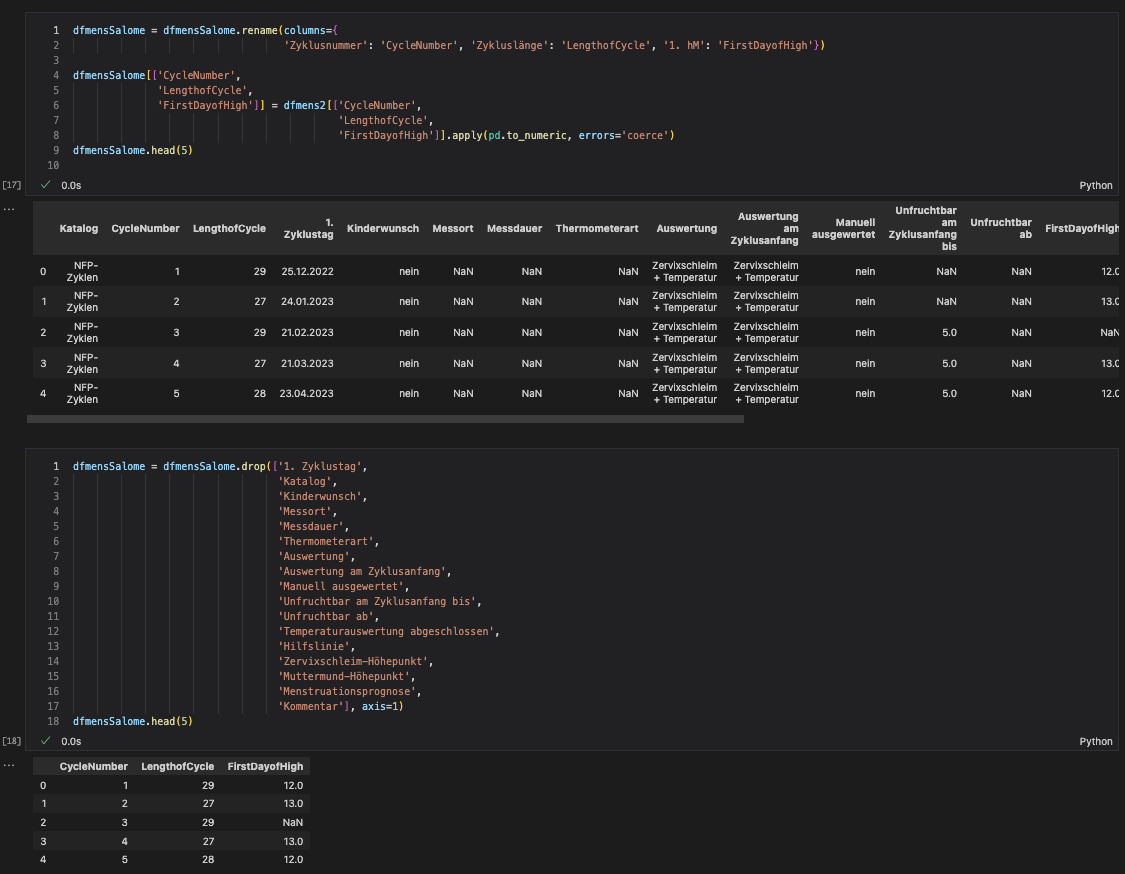 1 dfmensSalome = dfmensSalome.rename(columns={
2 'Zyklusnummer': 'CycleNumber', 'Zykluslänge': 'LengthofCycle', '1. hM': 'FirstDayofHigh'})
3
4 dfmensSalome[['CycleNumber',
5 'LengthofCycle',
6 'FirstDayofHigh']] = dfmens2[['CycleNumber',
7 'LengthofCycle',
8 'FirstDayofHigh']].apply(pd.to_numeric, errors='coerce')
9 dfmensSalome.head(5)
10
[17] ✓ 0.0s Python
...
Katalog CycleNumber LengthofCycle 1. Zyklustag Kinderwunsch Messort Messdauer Thermometerart Auswertung Auswertung am Zyklusanfang Manuell ausgewertet Unfruchtbar am Zyklusanfang bis Unfruchtbar ab FirstDayofHigh
0 NFP-Zyklen 1 29 25.12.2022 nein NaN NaN NaN Zervixschleim + Temperatur Zervixschleim + Temperatur nein NaN NaN 12.0
1 NFP-Zyklen 2 27 24.01.2023 nein NaN NaN NaN Zervixschleim + Temperatur Zervixschleim + Temperatur nein NaN NaN 13.0
2 NFP-Zyklen 3 29 21.02.2023 nein NaN NaN NaN Zervixschleim + Temperatur Zervixschleim + Temperatur nein 5.0 NaN NaN
3 NFP-Zyklen 4 27 21.03.2023 nein NaN NaN NaN Zervixschleim + Temperatur Zervixschleim + Temperatur nein 5.0 NaN 13.0
4 NFP-Zyklen 5 28 23.04.2023 nein NaN NaN NaN Zervixschleim + Temperatur Zervixschleim + Temperatur nein 5.0 NaN 12.0
1 dfmensSalome = dfmensSalome.drop(['1. Zyklustag',
2 'Katalog',
3 'Kinderwunsch',
4 'Messort',
5 'Messdauer',
6 'Thermometerart',
7 'Auswertung',
8 'Auswertung am Zyklusanfang',
9 'Manuell ausgewertet',
10 'Unfruchtbar am Zyklusanfang bis',
11 'Unfruchtbar ab',
12 'Temperaturauswertung abgeschlossen',
13 'Hilfslinie',
14 'Zervixschleim-Höhepunkt',
15 'Muttermund-Höhepunkt',
16 'Menstruationsprognose',
17 'Kommentar'], axis=1)
18 dfmensSalome.head(5)
[18] ✓ 0.0s Python
...
CycleNumber LengthofCycle FirstDayofHigh
0 1 29 12.0
1 2 27 13.0
2 3 29 NaN
3 4 27 13.0
4 5 28 12.0